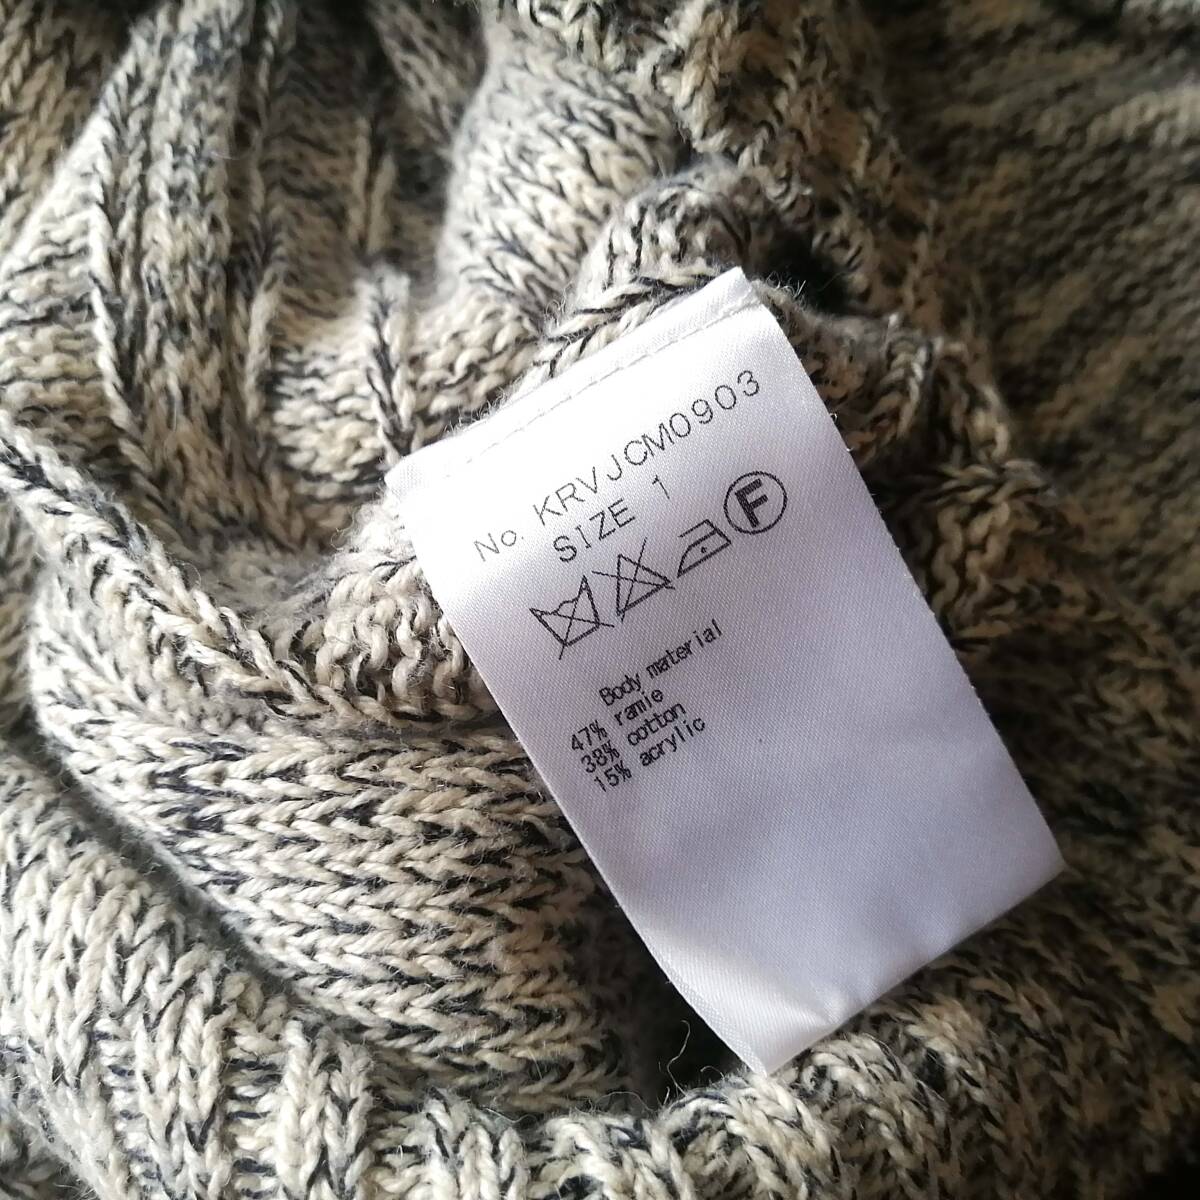 No. KRVJCM0903
SIZE 1
F
Body material
47% ramie
38% cotton
15% acrylic